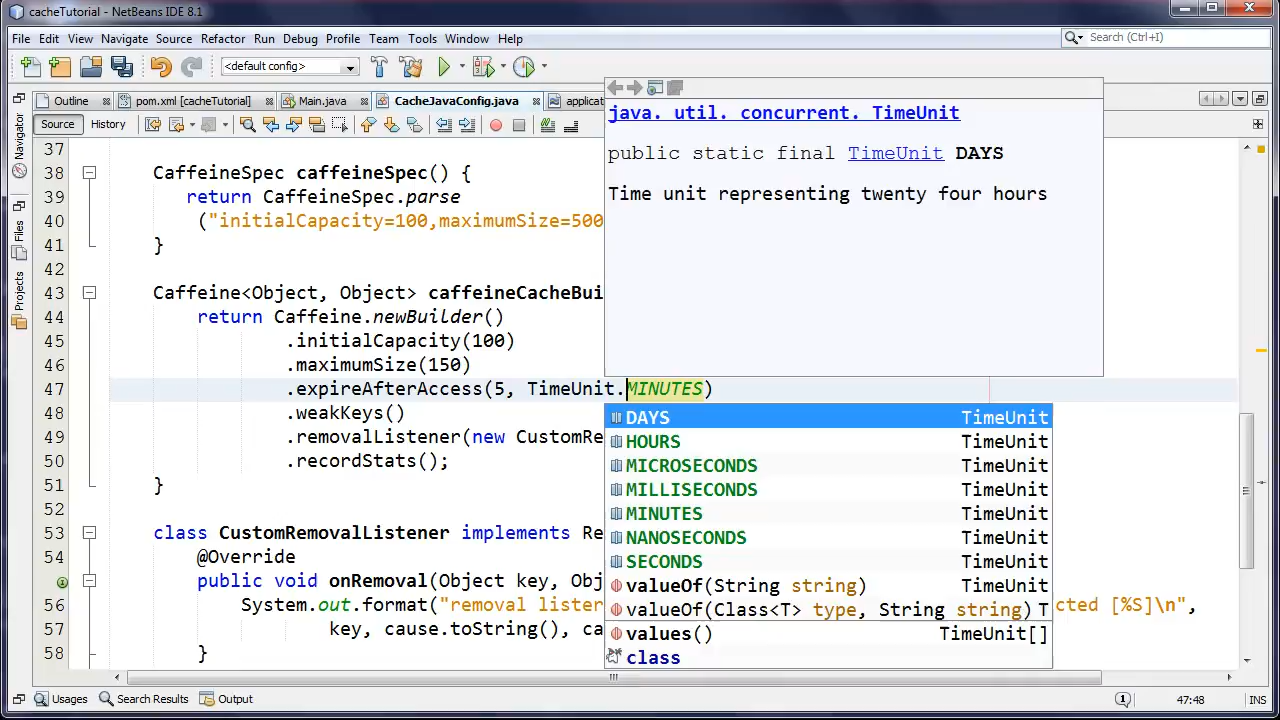 cacheTutorial - NetBeans IDE 8.1
File Edit View Navigate Source Refactor Run Debug Profile Team Tools Window Help
Search (Ctrl+I)
<default config>
Outline pom.xml [cacheTutorial] Main.java CacheJavaConfig.java applicat
Source History
Navigator
Files
Projects
java. util. concurrent. TimeUnit
public static final TimeUnit DAYS
Time unit representing twenty four hours
37
38 CaffeineSpec caffeineSpec() {
39 return CaffeineSpec.parse
40 ("initialCapacity=100,maximumSize=500
41 }
42
43 Caffeine<Object, Object> caffeineCacheBui
44 return Caffeine.newBuilder()
45 .initialCapacity(100)
46 .maximumSize(150)
47 .expireAfterAccess(5, TimeUnit.MINUTES)
48 .weakKeys()
49 .removalListener(new CustomRe
50 .recordStats();
51 }
52
53 class CustomRemovalListener implements Re
54 @Override
public void onRemoval(Object key, Obj
56 System.out.format("removal lister cted [%S]\n",
57 key, cause.toString(), ca
58 }
DAYS TimeUnit
HOURS TimeUnit
MICROSECONDS TimeUnit
MILLISECONDS TimeUnit
MINUTES TimeUnit
NANOSECONDS TimeUnit
SECONDS TimeUnit
valueOf(String string) TimeUnit
valueOf(Class<T> type, String string) T
values() TimeUnit[]
class
Usages Search Results Output
1 47:48 INS